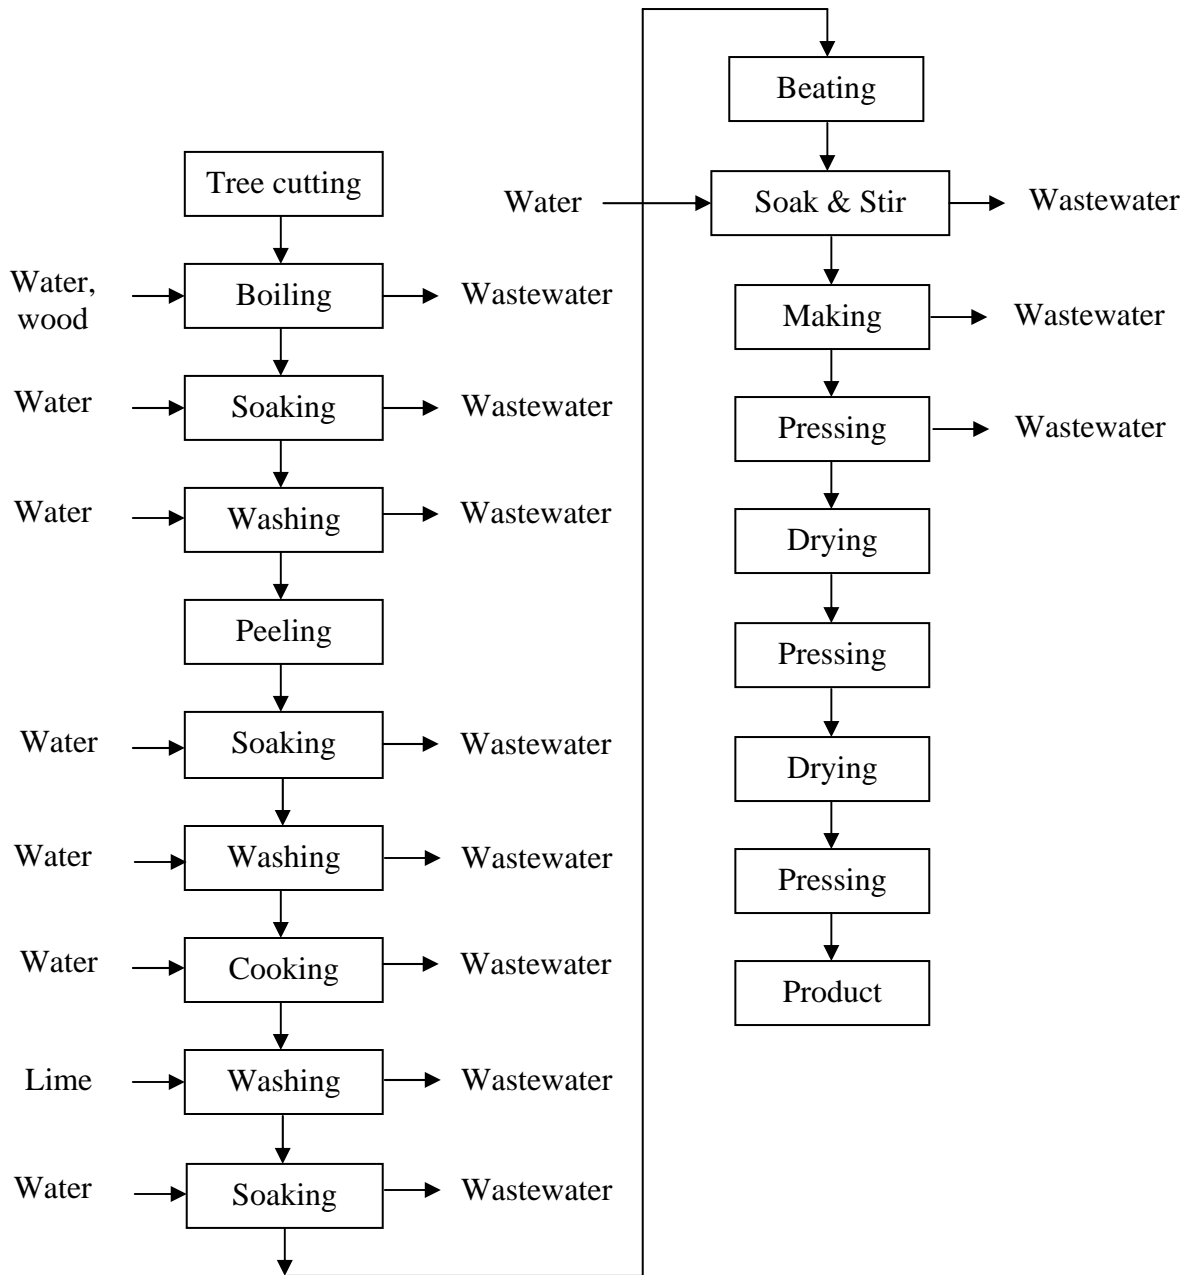 Tree cutting
Water,
wood
Boiling
Wastewater
Water
Soaking
Wastewater
Water
Washing
Wastewater
Peeling
Water
Soaking
Wastewater
Water
Washing
Wastewater
Water
Cooking
Wastewater
Lime
Washing
Wastewater
Water
Soaking
Wastewater
Beating
Water
Soak & Stir
Wastewater
Making
Wastewater
Pressing
Wastewater
Drying
Pressing
Drying
Pressing
Product